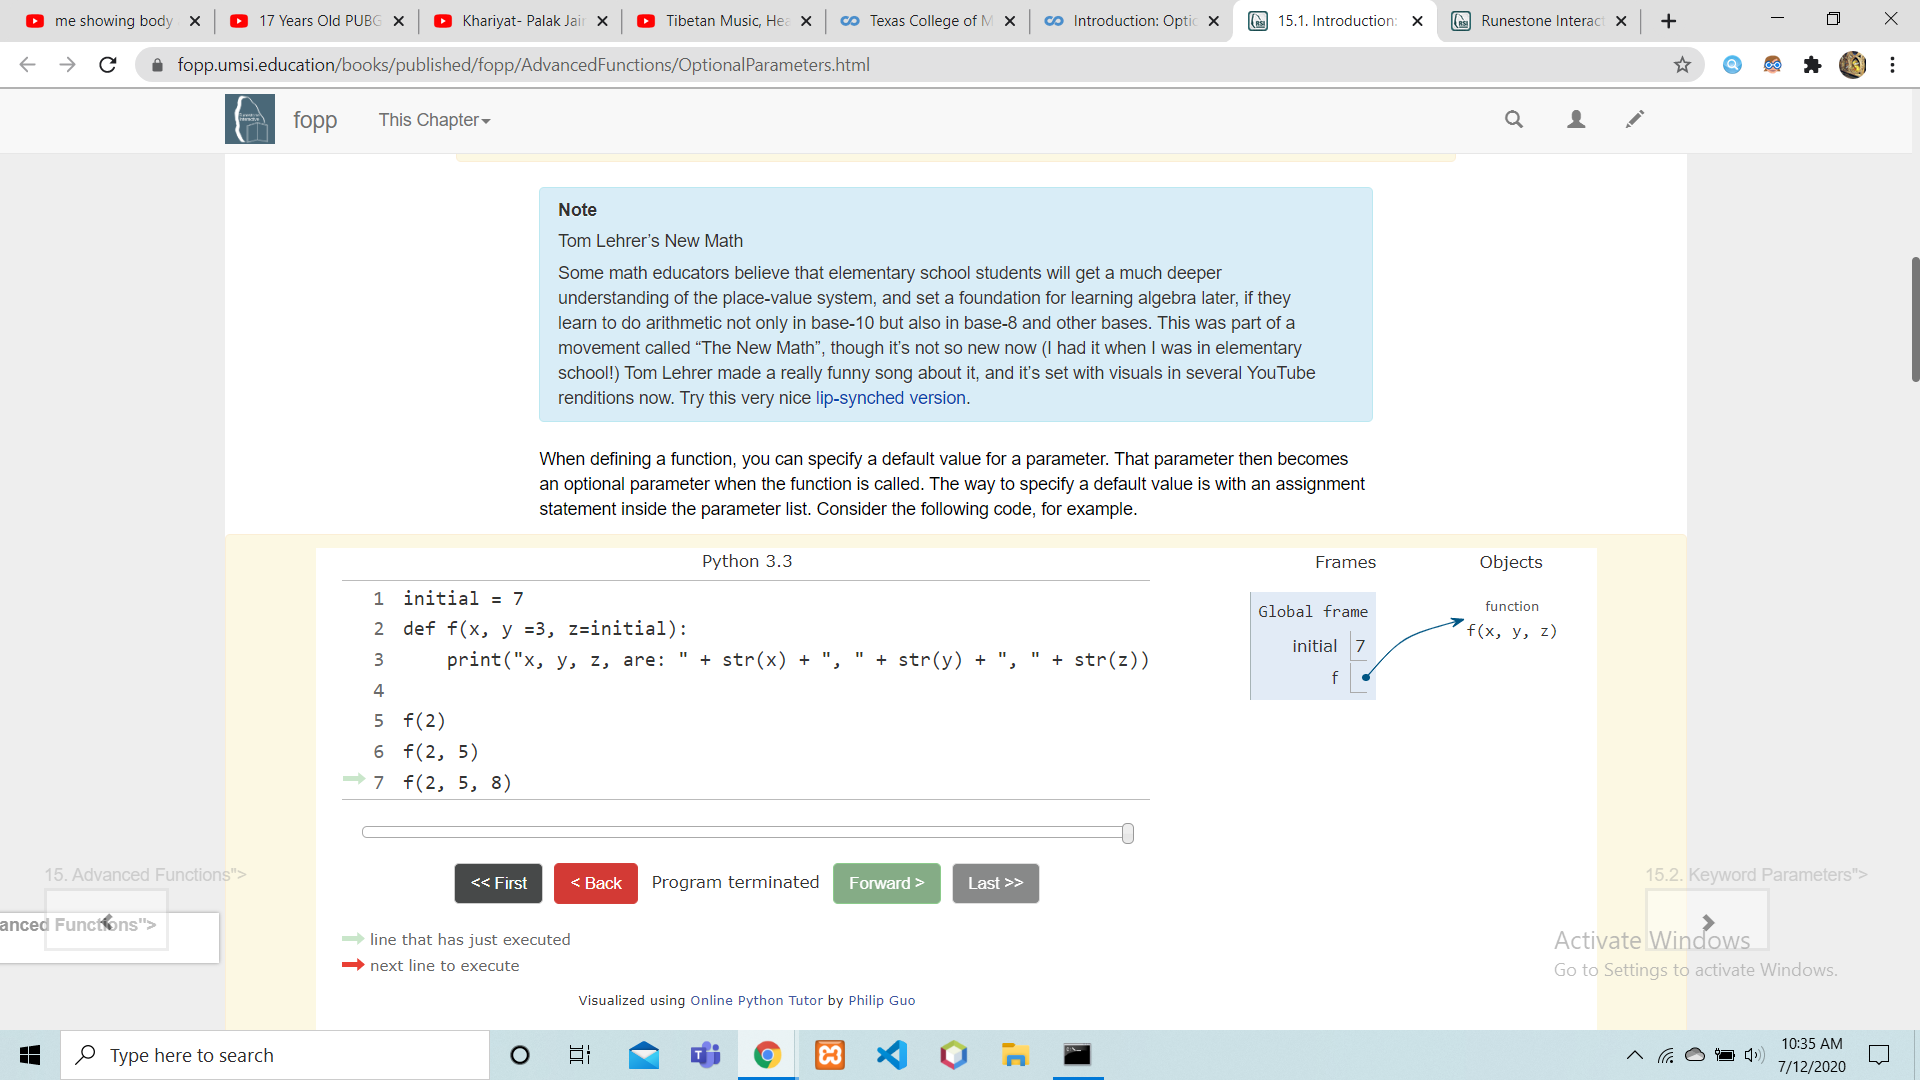 me showing body
17 Years Old PUBG
Khariyat- Palak Jain
Tibetan Music, Hea
Texas College of M
Introduction: Optio
15.1. Introduction:
Runestone Interact
fopp.umsi.education/books/published/fopp/AdvancedFunctions/OptionalParameters.html
fopp
This Chapter
Note
Tom Lehrer’s New Math
Some math educators believe that elementary school students will get a much deeper
understanding of the place-value system, and set a foundation for learning algebra later, if they
learn to do arithmetic not only in base-10 but also in base-8 and other bases. This was part of a
movement called “The New Math”, though it’s not so new now (I had it when I was in elementary
school!) Tom Lehrer made a really funny song about it, and it’s set with visuals in several YouTube
renditions now. Try this very nice lip-synched version.
When defining a function, you can specify a default value for a parameter. That parameter then becomes
an optional parameter when the function is called. The way to specify a default value is with an assignment
statement inside the parameter list. Consider the following code, for example.
Python 3.3
1 initial = 7
2 def f(x, y =3, z=initial):
3     print("x, y, z, are: " + str(x) + ", " + str(y) + ", " + str(z))
4
5 f(2)
6 f(2, 5)
7 f(2, 5, 8)
Frames
Objects
Global frame
initial 7
f
function
f(x, y, z)
<< First
< Back
Program terminated
Forward >
Last >>
15. Advanced Functions">
anced Functions">
15.2. Keyword Parameters">
line that has just executed
next line to execute
Visualized using Online Python Tutor by Philip Guo
Activate Windows
Go to Settings to activate Windows.
Type here to search
10:35 AM
7/12/2020